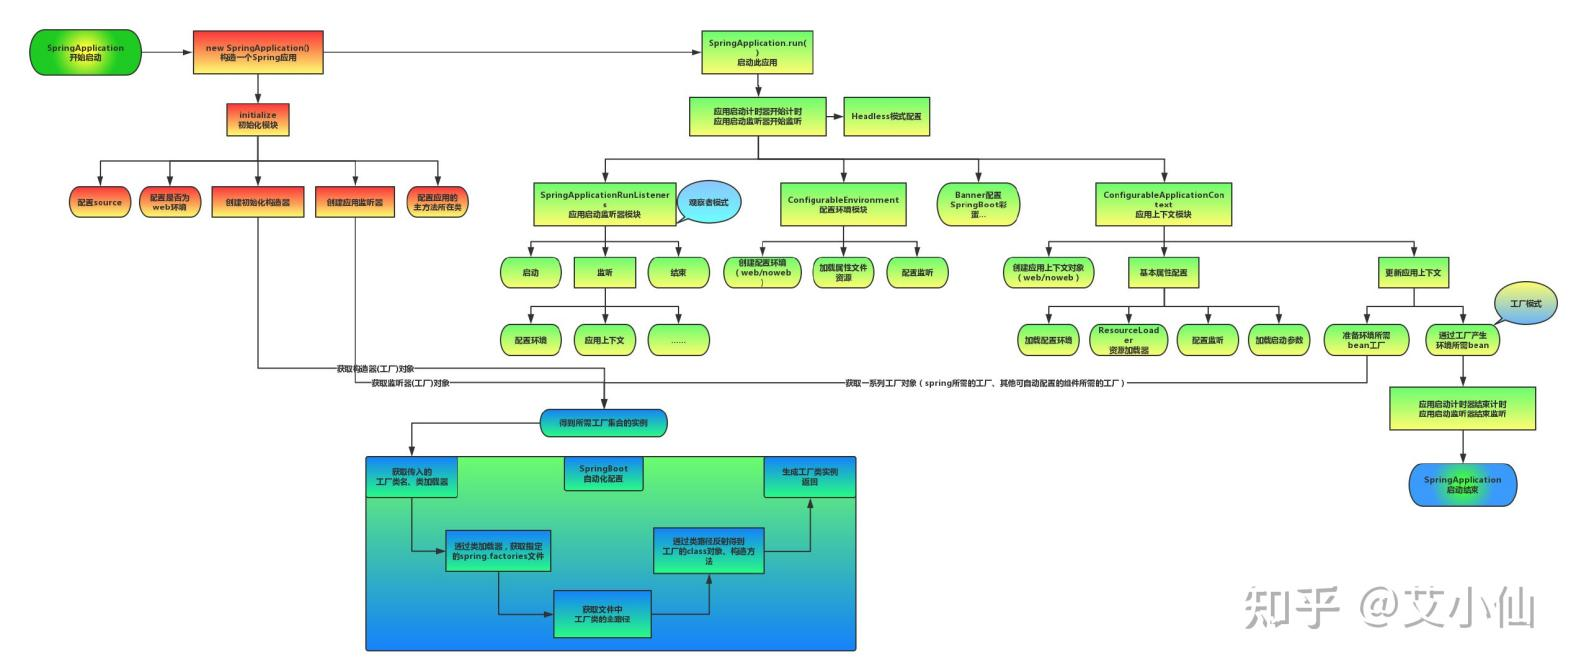 SpringApplication
开始启动
new SpringApplication()
构造一个Spring应用
SpringApplication.run(
)
启动此应用
initialize
初始化模块
应用启动计时器开始计时
应用启动监听器开始监听
Headless模式配置
配置source
配置是否为
web环境
创建初始化构造器
创建应用监听器
配置应用的
主方法所在类
SpringApplicationRunListener
s
应用启动监听器模块
观察者模式
ConfigurableEnvironment
配置环境模块
Banner配置
SpringBoot彩
蛋...
ConfigurableApplicationCon
text
应用上下文模块
启动
监听
结束
创建配置环境
（web/noweb
）
加载属性文件
资源
配置监听
创建应用上下文对象
（web/noweb）
基本属性配置
更新应用上下文
工厂模式
配置环境
应用上下文
......
加载配置环境
ResourceLoad
er
资源加载器
配置监听
加载启动参数
准备环境所需
bean工厂
通过工厂产生
环境所需bean
获取构造器(工厂)对象
获取监听器(工厂)对象
获取一系列工厂对象（spring所需的工厂、其他可自动配置的组件所需的工厂）
应用启动计时器结束计时
应用启动监听器结束监听
得到所需工厂集合的实例
获取传入的
工厂类名、类加载器
SpringBoot
自动化配置
生成工厂类实例
返回
SpringApplication
启动结束
通过类加载器，获取指定
的spring.factories文件
通过类路径反射得到
工厂的class对象、构造方
法
获取文件中
工厂类的全路径
知乎 @艾小仙